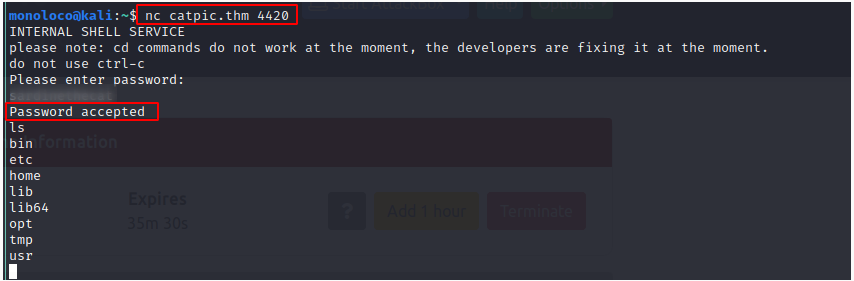 monoloco@kali:~$ nc catpic.thm 4420
INTERNAL SHELL SERVICE
please note: cd commands do not work at the moment, the developers are fixing it at the moment.
do not use ctrl-c
Please enter password:
Password accepted
ls
bin
etc
home
lib
lib64
opt
tmp
usr
Information
Expires
35m 30s
?
Add 1 hour
Terminate